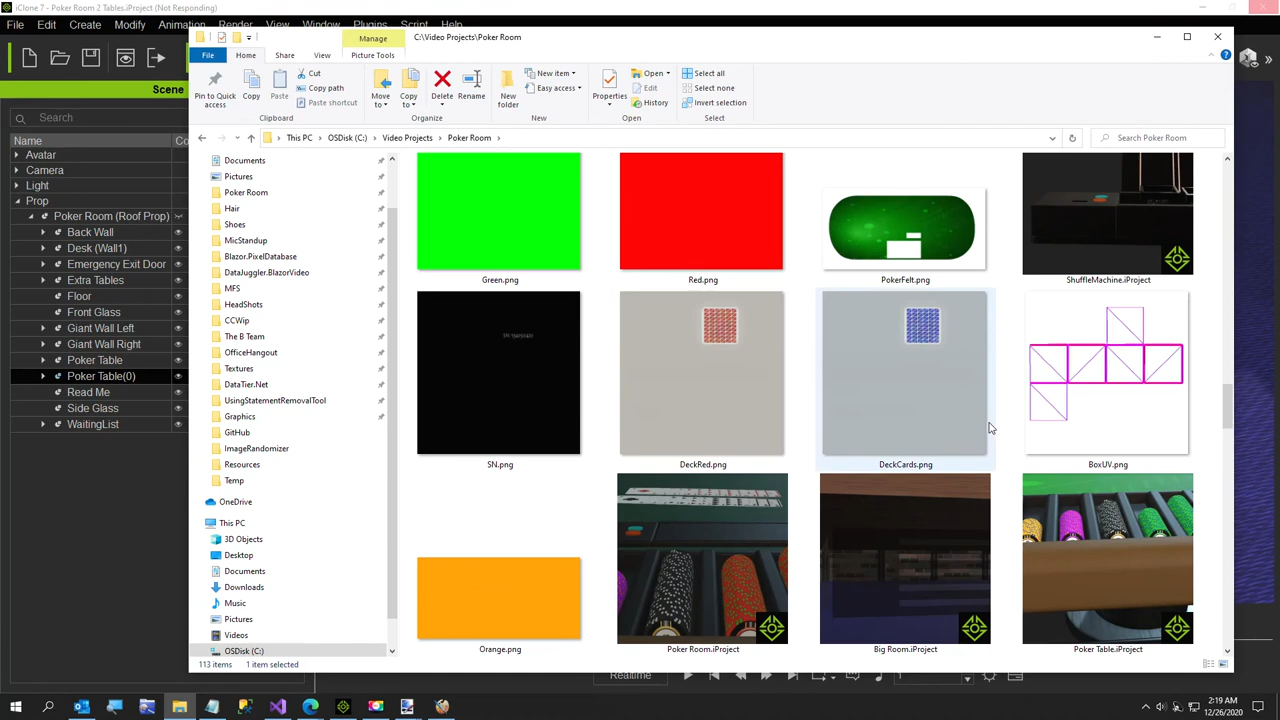 iClone 7 - Poker Room 2 Tables.iProject (Not Responding)
File Edit Create Modify Animation Render View Window Plugins Script Help
Manage C:\Video Projects\Poker Room
File Home Share View Picture Tools
Pin to Quick access
Copy
Paste
Cut
Copy path
Paste shortcut
Clipboard
Move to
Copy to
Delete
Rename
Organize
New folder
New item
Easy access
New
Properties
Open
Edit
History
Open
Select all
Select none
Invert selection
Select
This PC > OSDisk (C:) > Video Projects > Poker Room >
Search Poker Room
Scene
Search
Name Co
Avatar
Camera
Light
Prop
Poker Room (Roof Prop)
Back Wall
Desk (Wall1)
Emergency Exit Door
Extra Tables
Floor
Front Glass
Giant Wall Left
Giant Wall Right
Poker Table
Poker Table(0)
Read Me
Side Glass
WaitingList
Documents
Pictures
Poker Room
Hair
Shoes
MicStandup
Blazor.PixelDatabase
DataJuggler.BlazorVideo
MFS
HeadShots
CCWip
The B Team
OfficeHangout
Textures
DataTier.Net
UsingStatementRemovalTool
Graphics
GitHub
ImageRandomizer
Resources
Temp
OneDrive
This PC
3D Objects
Desktop
Documents
Downloads
Music
Pictures
Videos
OSDisk (C:)
Green.png
Red.png
PokerFelt.png
ShuffleMachine.iProject
SN.png
DeckRed.png
DeckCards.png
BoxUV.png
Orange.png
Poker Room.iProject
Big Room.iProject
Poker Table.iProject
113 items 1 item selected
Realtime
1
2:19 AM
12/26/2020